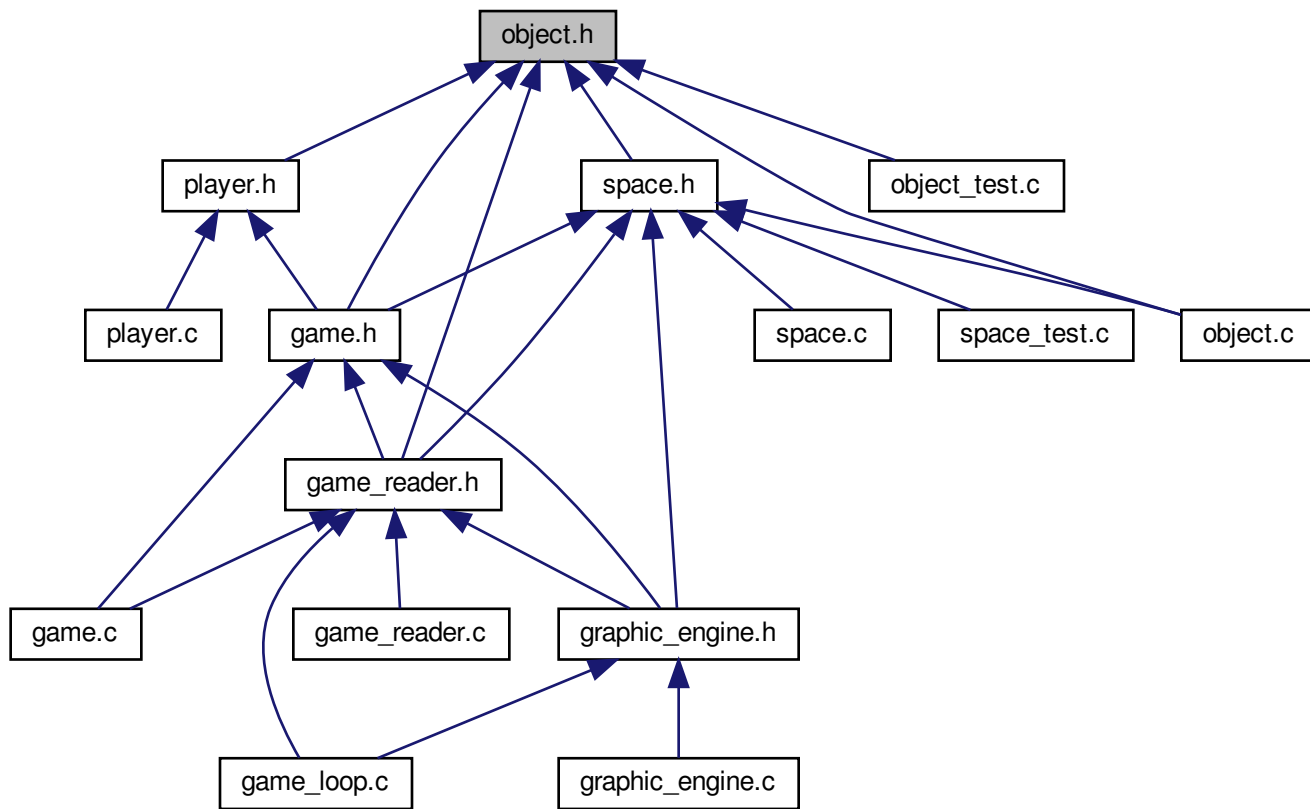 object.h
player.h
space.h
object_test.c
player.c
game.h
space.c
space_test.c
object.c
game_reader.h
game.c
game_reader.c
graphic_engine.h
game_loop.c
graphic_engine.c